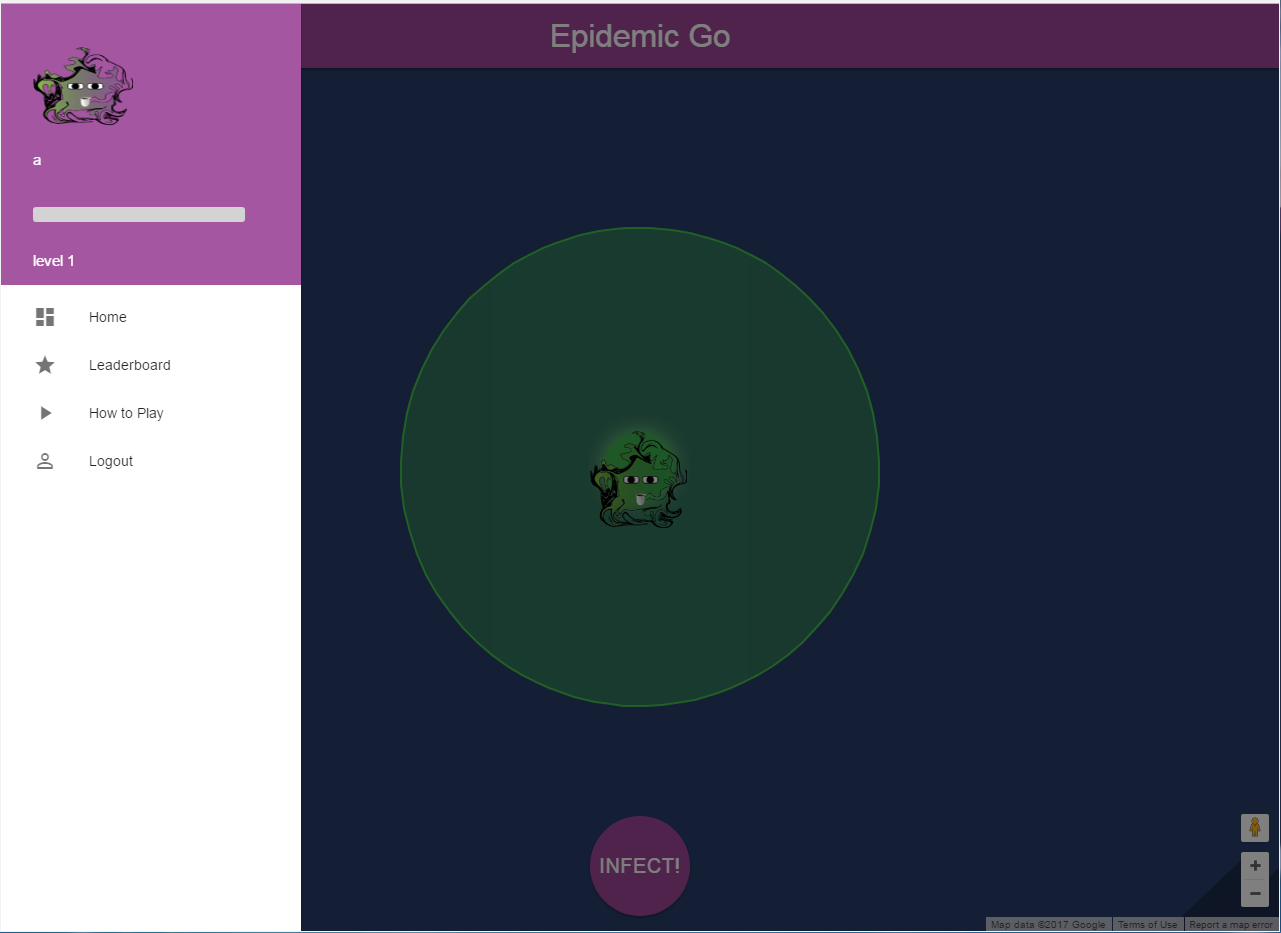 Epidemic Go
a
level 1
Home
Leaderboard
How to Play
Logout
INFECT!
Map data ©2017 Google
Terms of Use
Report a map error